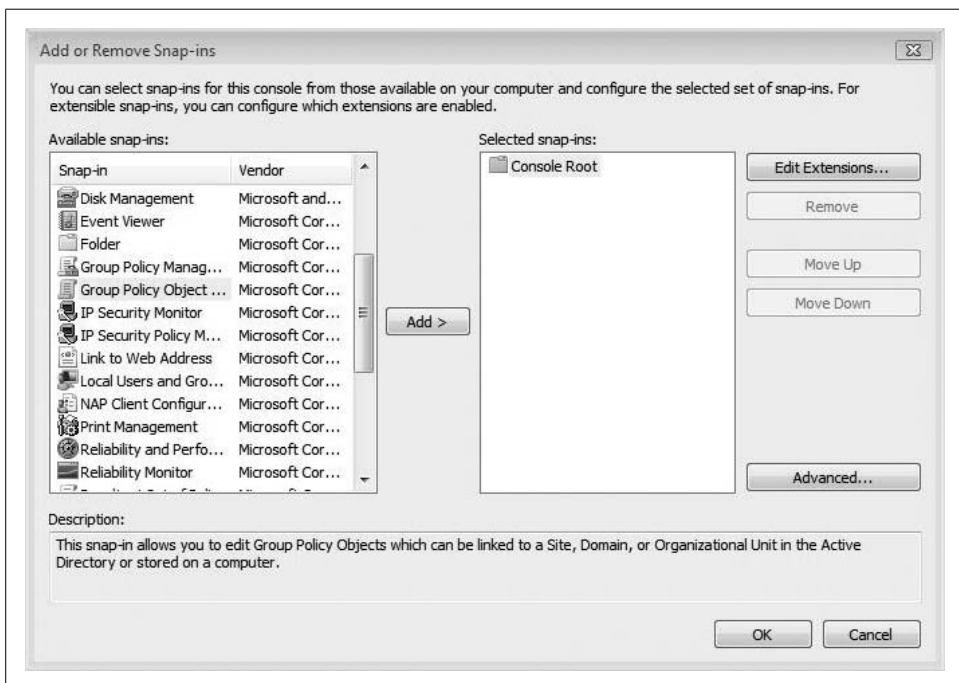 Add or Remove Snap-ins
You can select snap-ins for this console from those available on your computer and configure the selected set of snap-ins. For
extensible snap-ins, you can configure which extensions are enabled.
Available snap-ins:
Snap-in Vendor
Disk Management Microsoft and...
Event Viewer Microsoft Cor...
Folder Microsoft Cor...
Group Policy Manag... Microsoft Cor...
Group Policy Object ... Microsoft Cor...
IP Security Monitor Microsoft Cor...
IP Security Policy M... Microsoft Cor...
Link to Web Address Microsoft Cor...
Local Users and Gro... Microsoft Cor...
NAP Client Configur... Microsoft Cor...
Print Management Microsoft Cor...
Reliability and Perfo... Microsoft Cor...
Reliability Monitor Microsoft Cor...
Add >
Selected snap-ins:
Console Root
Edit Extensions...
Remove
Move Up
Move Down
Advanced...
Description:
This snap-in allows you to edit Group Policy Objects which can be linked to a Site, Domain, or Organizational Unit in the Active
Directory or stored on a computer.
OK
Cancel